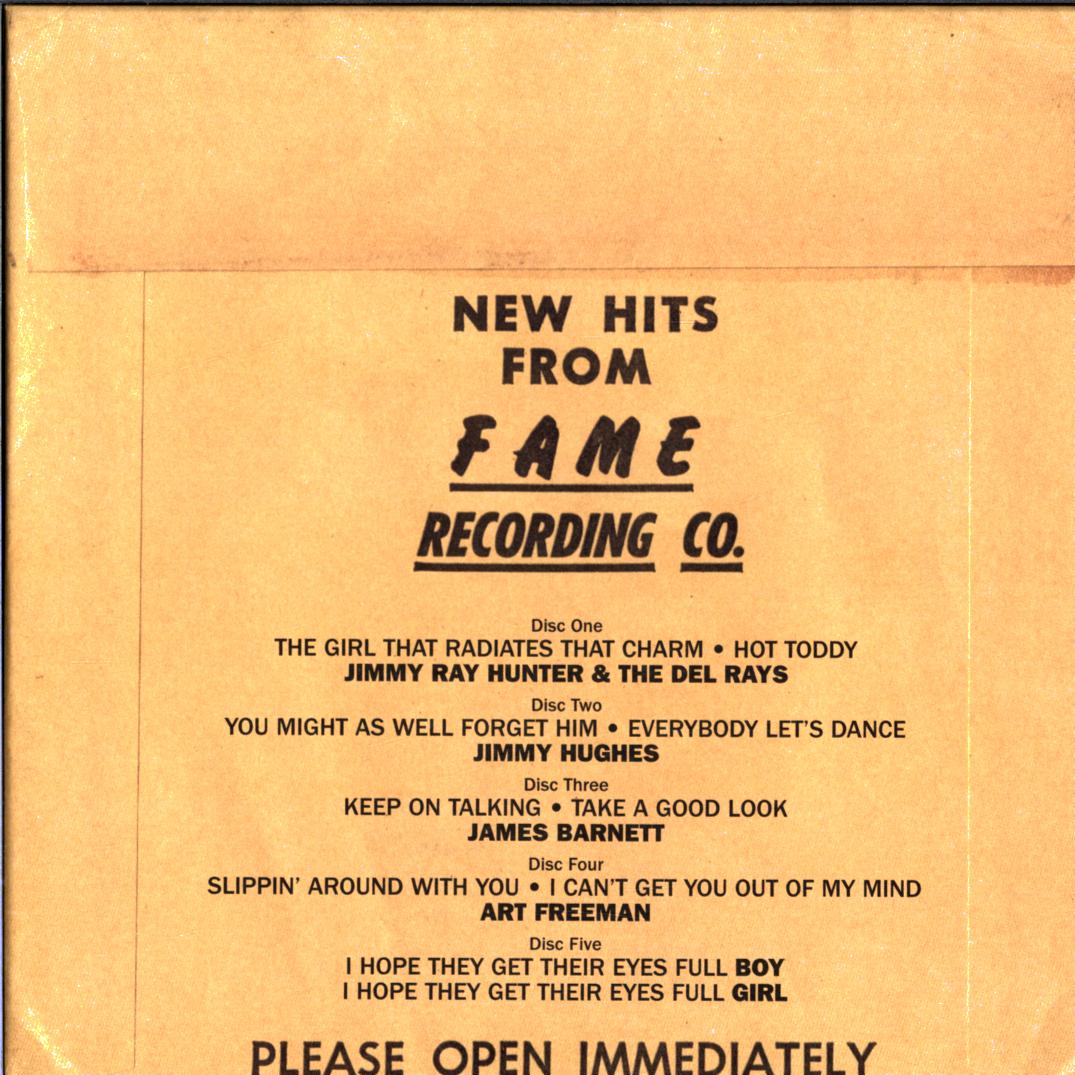 NEW HITS
FROM
FAME
RECORDING CO.
Disc One
THE GIRL THAT RADIATES THAT CHARM • HOT TODDY
JIMMY RAY HUNTER & THE DEL RAYS
Disc Two
YOU MIGHT AS WELL FORGET HIM • EVERYBODY LET'S DANCE
JIMMY HUGHES
Disc Three
KEEP ON TALKING • TAKE A GOOD LOOK
JAMES BARNETT
Disc Four
SLIPPIN' AROUND WITH YOU • I CAN'T GET YOU OUT OF MY MIND
ART FREEMAN
Disc Five
I HOPE THEY GET THEIR EYES FULL BOY
I HOPE THEY GET THEIR EYES FULL GIRL
PLEASE OPEN IMMEDIATELY